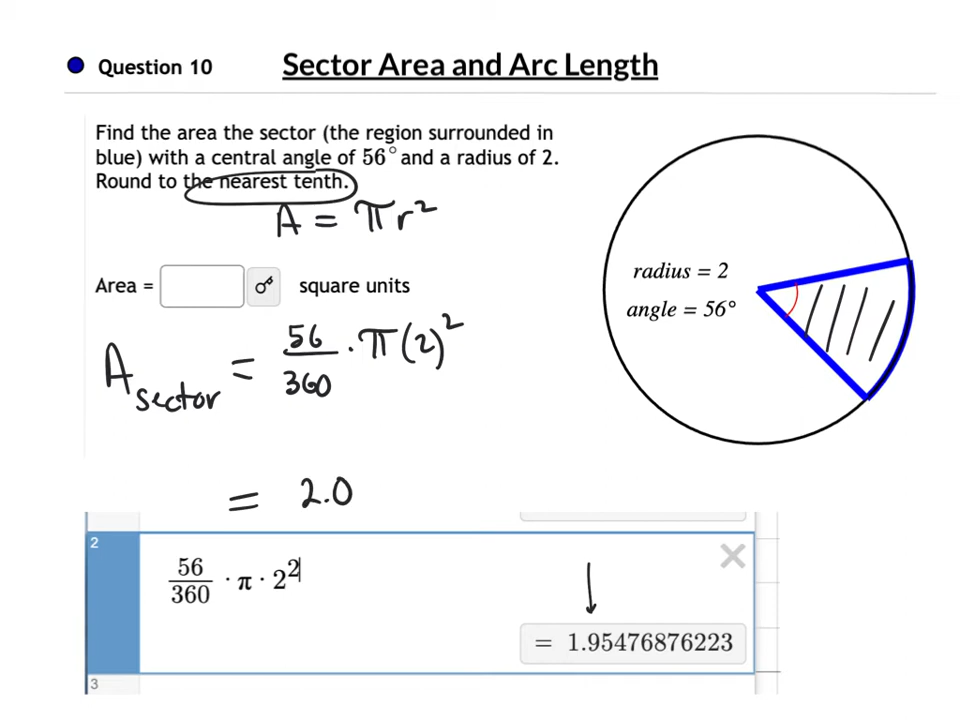 Question 10
Sector Area and Arc Length
Find the area the sector (the region surrounded in
blue) with a central angle of 56° and a radius of 2.
Round to the nearest tenth.
A = πr²
Area =
square units
A sector = 56/360 · π(2)²
= 2.0
radius = 2
angle = 56°
2
56/360 · π · 2²
= 1.95476876223
3